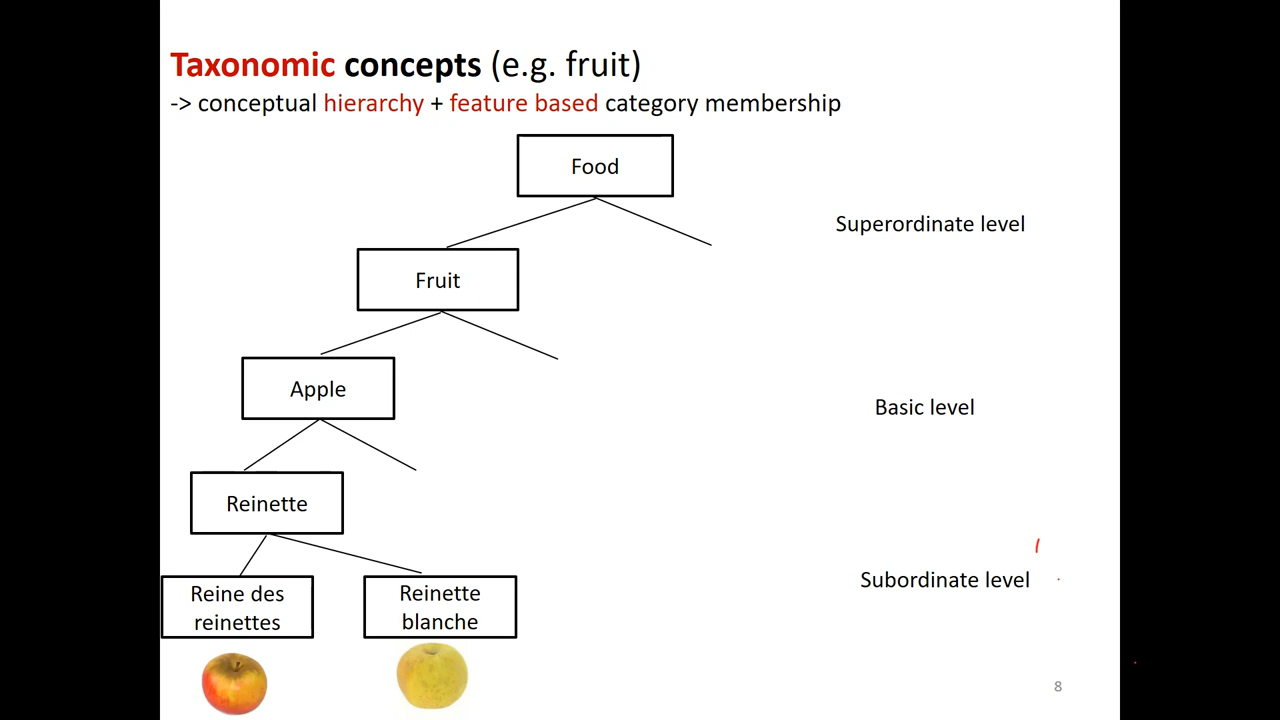 Taxonomic concepts (e.g. fruit)
-> conceptual hierarchy + feature based category membership
Food
Superordinate level
Fruit
Apple
Basic level
Reinette
Subordinate level
Reine des
reinettes
Reinette
blanche
8